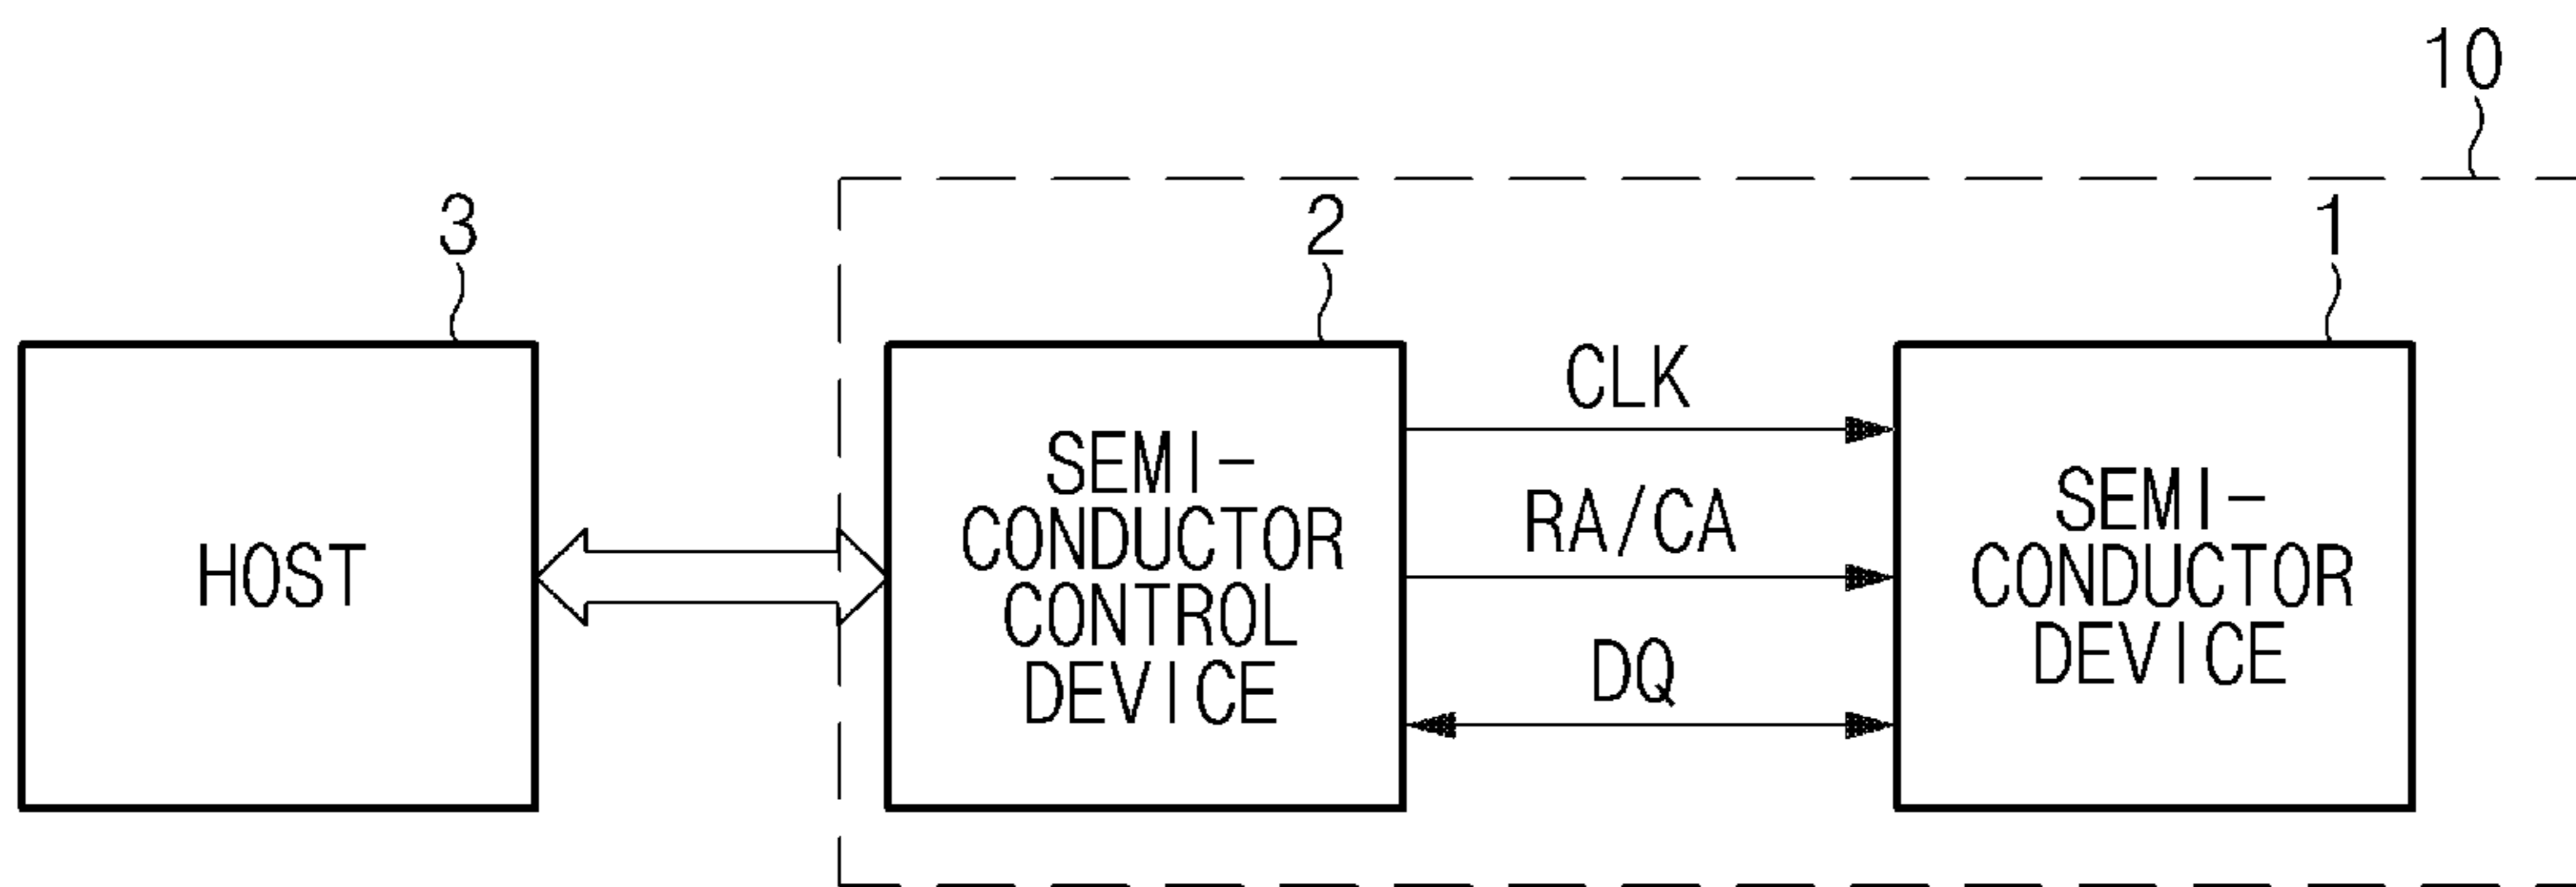 10
3
2
1
HOST
SEMI-
CONDUCTOR
CONTROL
DEVICE
CLK
RA/CA
DQ
SEMI-
CONDUCTOR
DEVICE